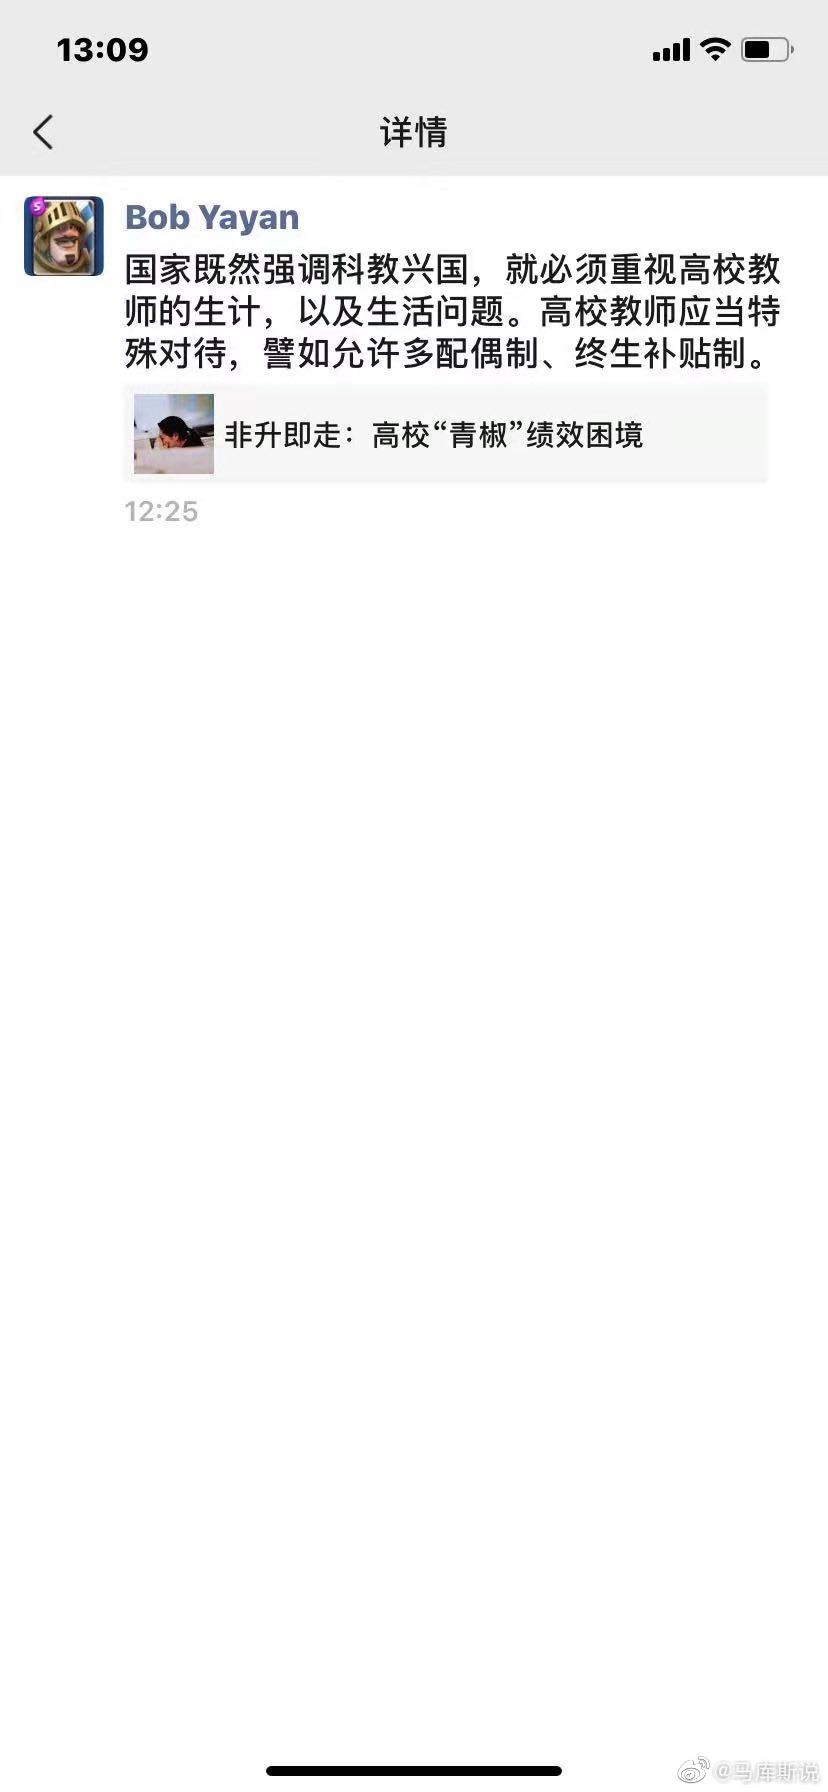 13:09
详情
Bob Yayan
国家既然强调科教兴国，就必须重视高校教
师的生计，以及生活问题。高校教师应当特
殊对待，譬如允许多配偶制、终生补贴制。
非升即走：高校“青椒”绩效困境
12:25
@马库斯说